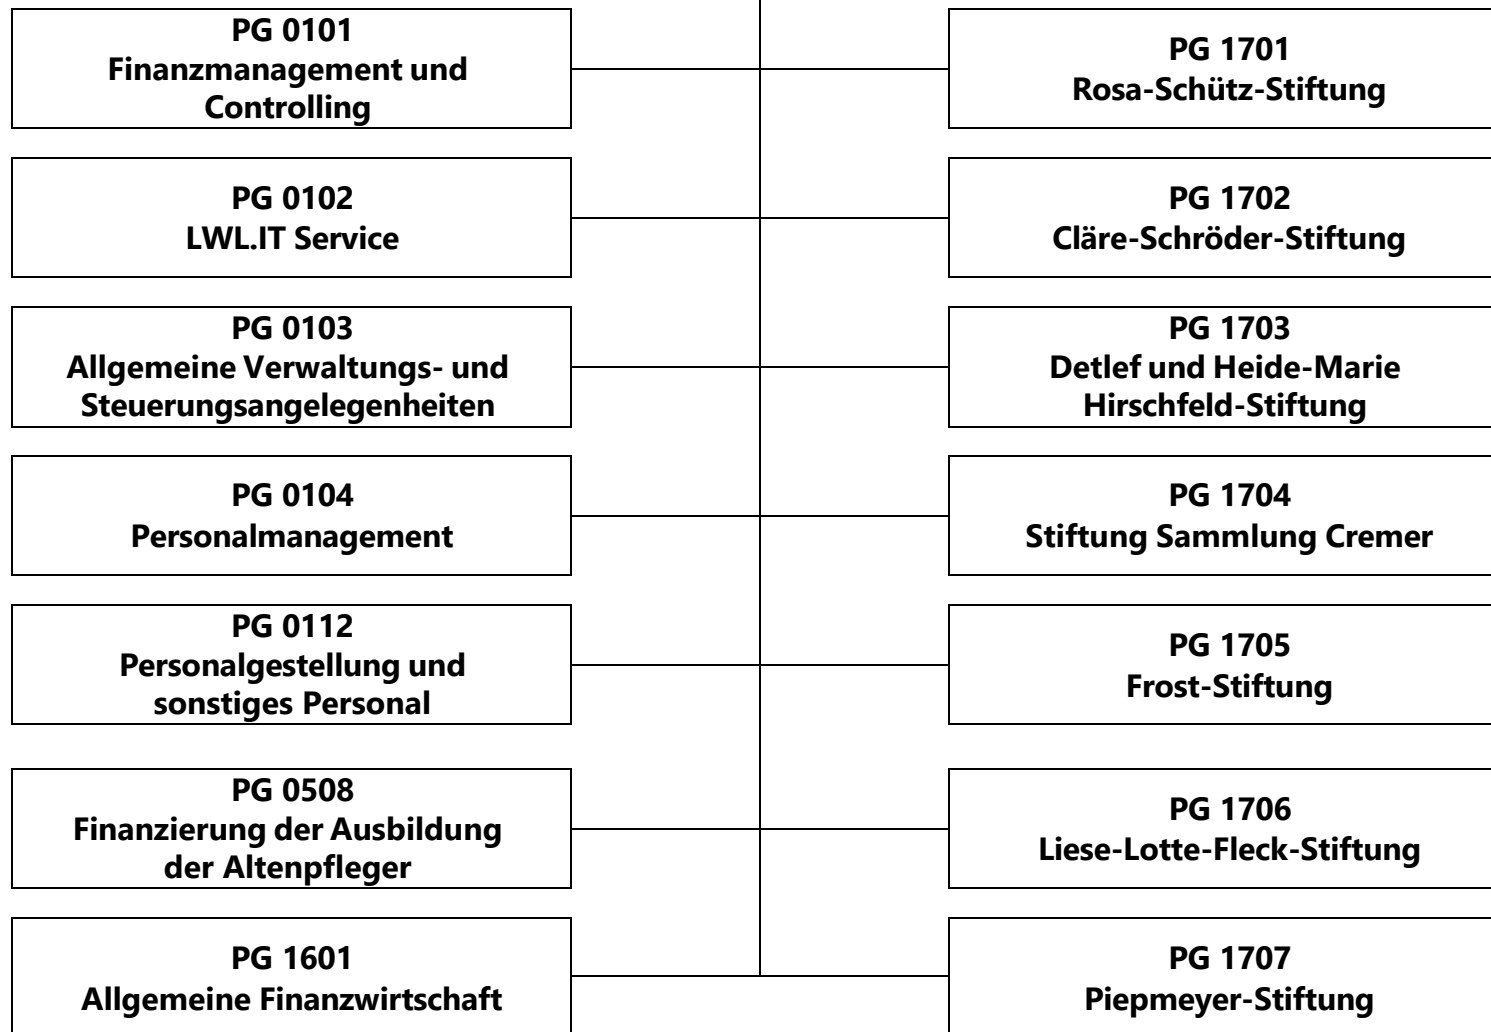 PG 0101
Finanzmanagement und
Controlling
PG 1701
Rosa-Schütz-Stiftung
PG 0102
LWL.IT Service
PG 1702
Cläre-Schröder-Stiftung
PG 0103
Allgemeine Verwaltungs- und
Steuerungsangelegenheiten
PG 1703
Detlef und Heide-Marie
Hirschfeld-Stiftung
PG 0104
Personalmanagement
PG 1704
Stiftung Sammlung Cremer
PG 0112
Personalgestellung und
sonstiges Personal
PG 1705
Frost-Stiftung
PG 0508
Finanzierung der Ausbildung
der Altenpfleger
PG 1706
Liese-Lotte-Fleck-Stiftung
PG 1601
Allgemeine Finanzwirtschaft
PG 1707
Piepmeyer-Stiftung